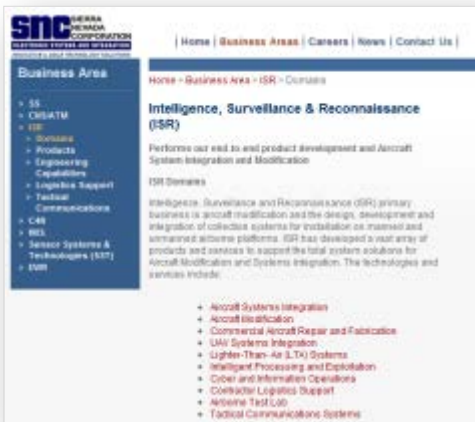 snc SIERRA
NEVADA
CORPORATION
ELECTRONIC SYSTEMS AND INTEGRATION
| Home | Business Areas | Careers | News | Contact Us |
Business Area
Home > Business Area > ISR > Domains
» SS
» CNS/ATM
» ISR
» Domains
» Products
» Engineering
Capabilities
» Logistics Support
» Tactical
Communications
» C4N
» Sensor Systems &
Technologies (S3T)
Intelligence, Surveillance & Reconnaissance
(ISR)
Performs our end to end product development and Aircraft
System Integration and Modification
ISR Domains
Intelligence, Surveillance and Reconnaissance (ISR) primary
business is aircraft modification and the design, development and
integration of collection systems for installation on manned and
unmanned airborne platforms. ISR has developed a vast array of
products and services to support the total system solutions for
Aircraft Modification and Systems Integration. The technologies and
services include:
Aircraft Systems Integration
Aircraft Modification
Commercial Aircraft Repair and Fabrication
UAV Systems Integration
Lighter-Than- Air (LTA) Systems
Intelligent Processing and Exploitation
Cyber and Information Operations
Contractor Logistics Support
Airborne Test Lab
Tactical Communications Systems